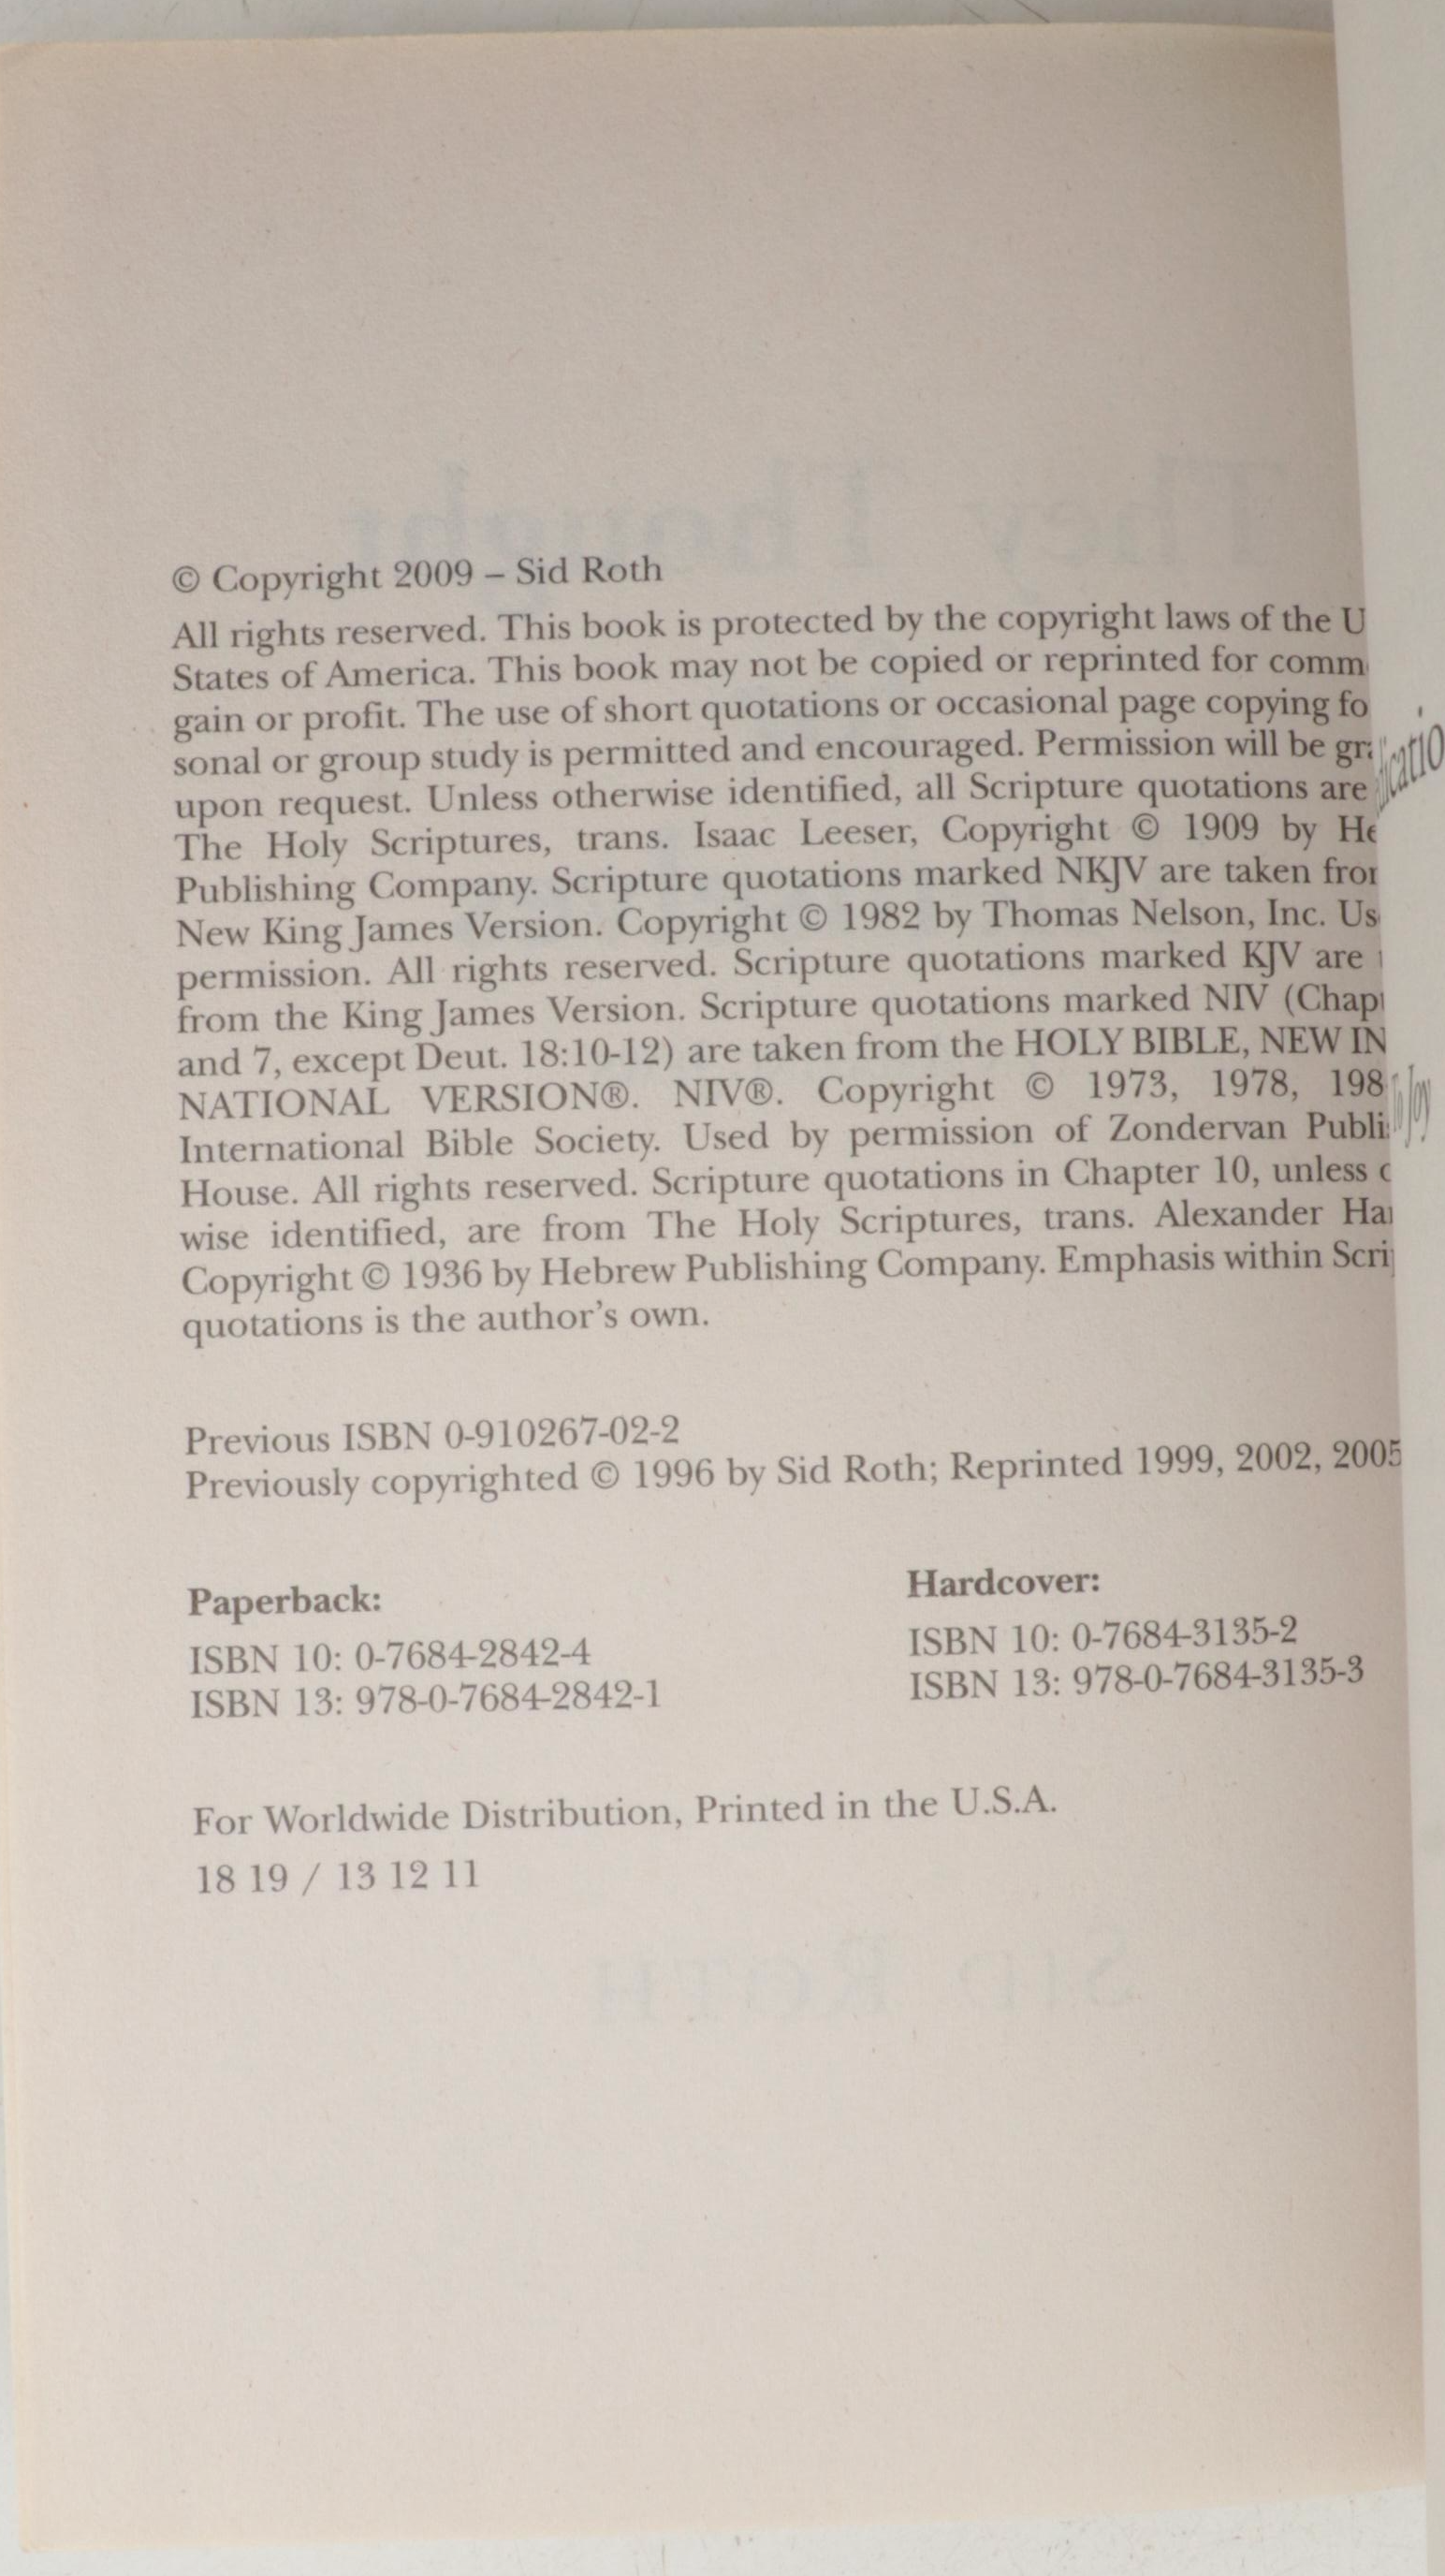 © Copyright 2009 – Sid Roth
All rights reserved. This book is protected by the copyright laws of the U
States of America. This book may not be copied or reprinted for comm
gain or profit. The use of short quotations or occasional page copying fo
sonal or group study is permitted and encouraged. Permission will be gra
upon request. Unless otherwise identified, all Scripture quotations are
The Holy Scriptures, trans. Isaac Leeser, Copyright © 1909 by He
Publishing Company. Scripture quotations marked NKJV are taken from
New King James Version. Copyright © 1982 by Thomas Nelson, Inc. Us
permission. All rights reserved. Scripture quotations marked KJV are
from the King James Version. Scripture quotations marked NIV (Chap
and 7, except Deut. 18:10-12) are taken from the HOLY BIBLE, NEW IN
NATIONAL VERSION®. NIV®. Copyright © 1973, 1978, 198
International Bible Society. Used by permission of Zondervan Publi
House. All rights reserved. Scripture quotations in Chapter 10, unless
wise identified, are from The Holy Scriptures, trans. Alexander Har
Copyright © 1936 by Hebrew Publishing Company. Emphasis within Scri
quotations is the author's own.
Previous ISBN 0-910267-02-2
Previously copyrighted © 1996 by Sid Roth; Reprinted 1999, 2002, 2005
Paperback:
ISBN 10: 0-7684-2842-4
ISBN 13: 978-0-7684-2842-1
Hardcover:
ISBN 10: 0-7684-3135-2
ISBN 13: 978-0-7684-3135-3
For Worldwide Distribution, Printed in the U.S.A.
18 19 / 13 12 11